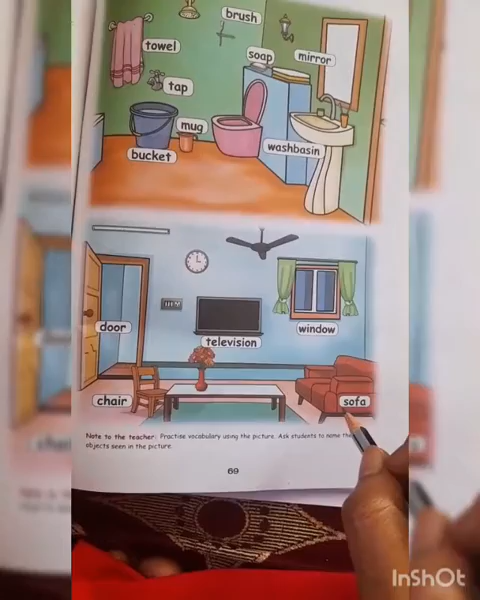 brush
towel
soap
mirror
tap
mug
bucket
washbasin
door
television
window
chair
sofa
Note to the teacher: Practise vocabulary using the picture. Ask students to name the
objects seen in the picture.
69
InShOt